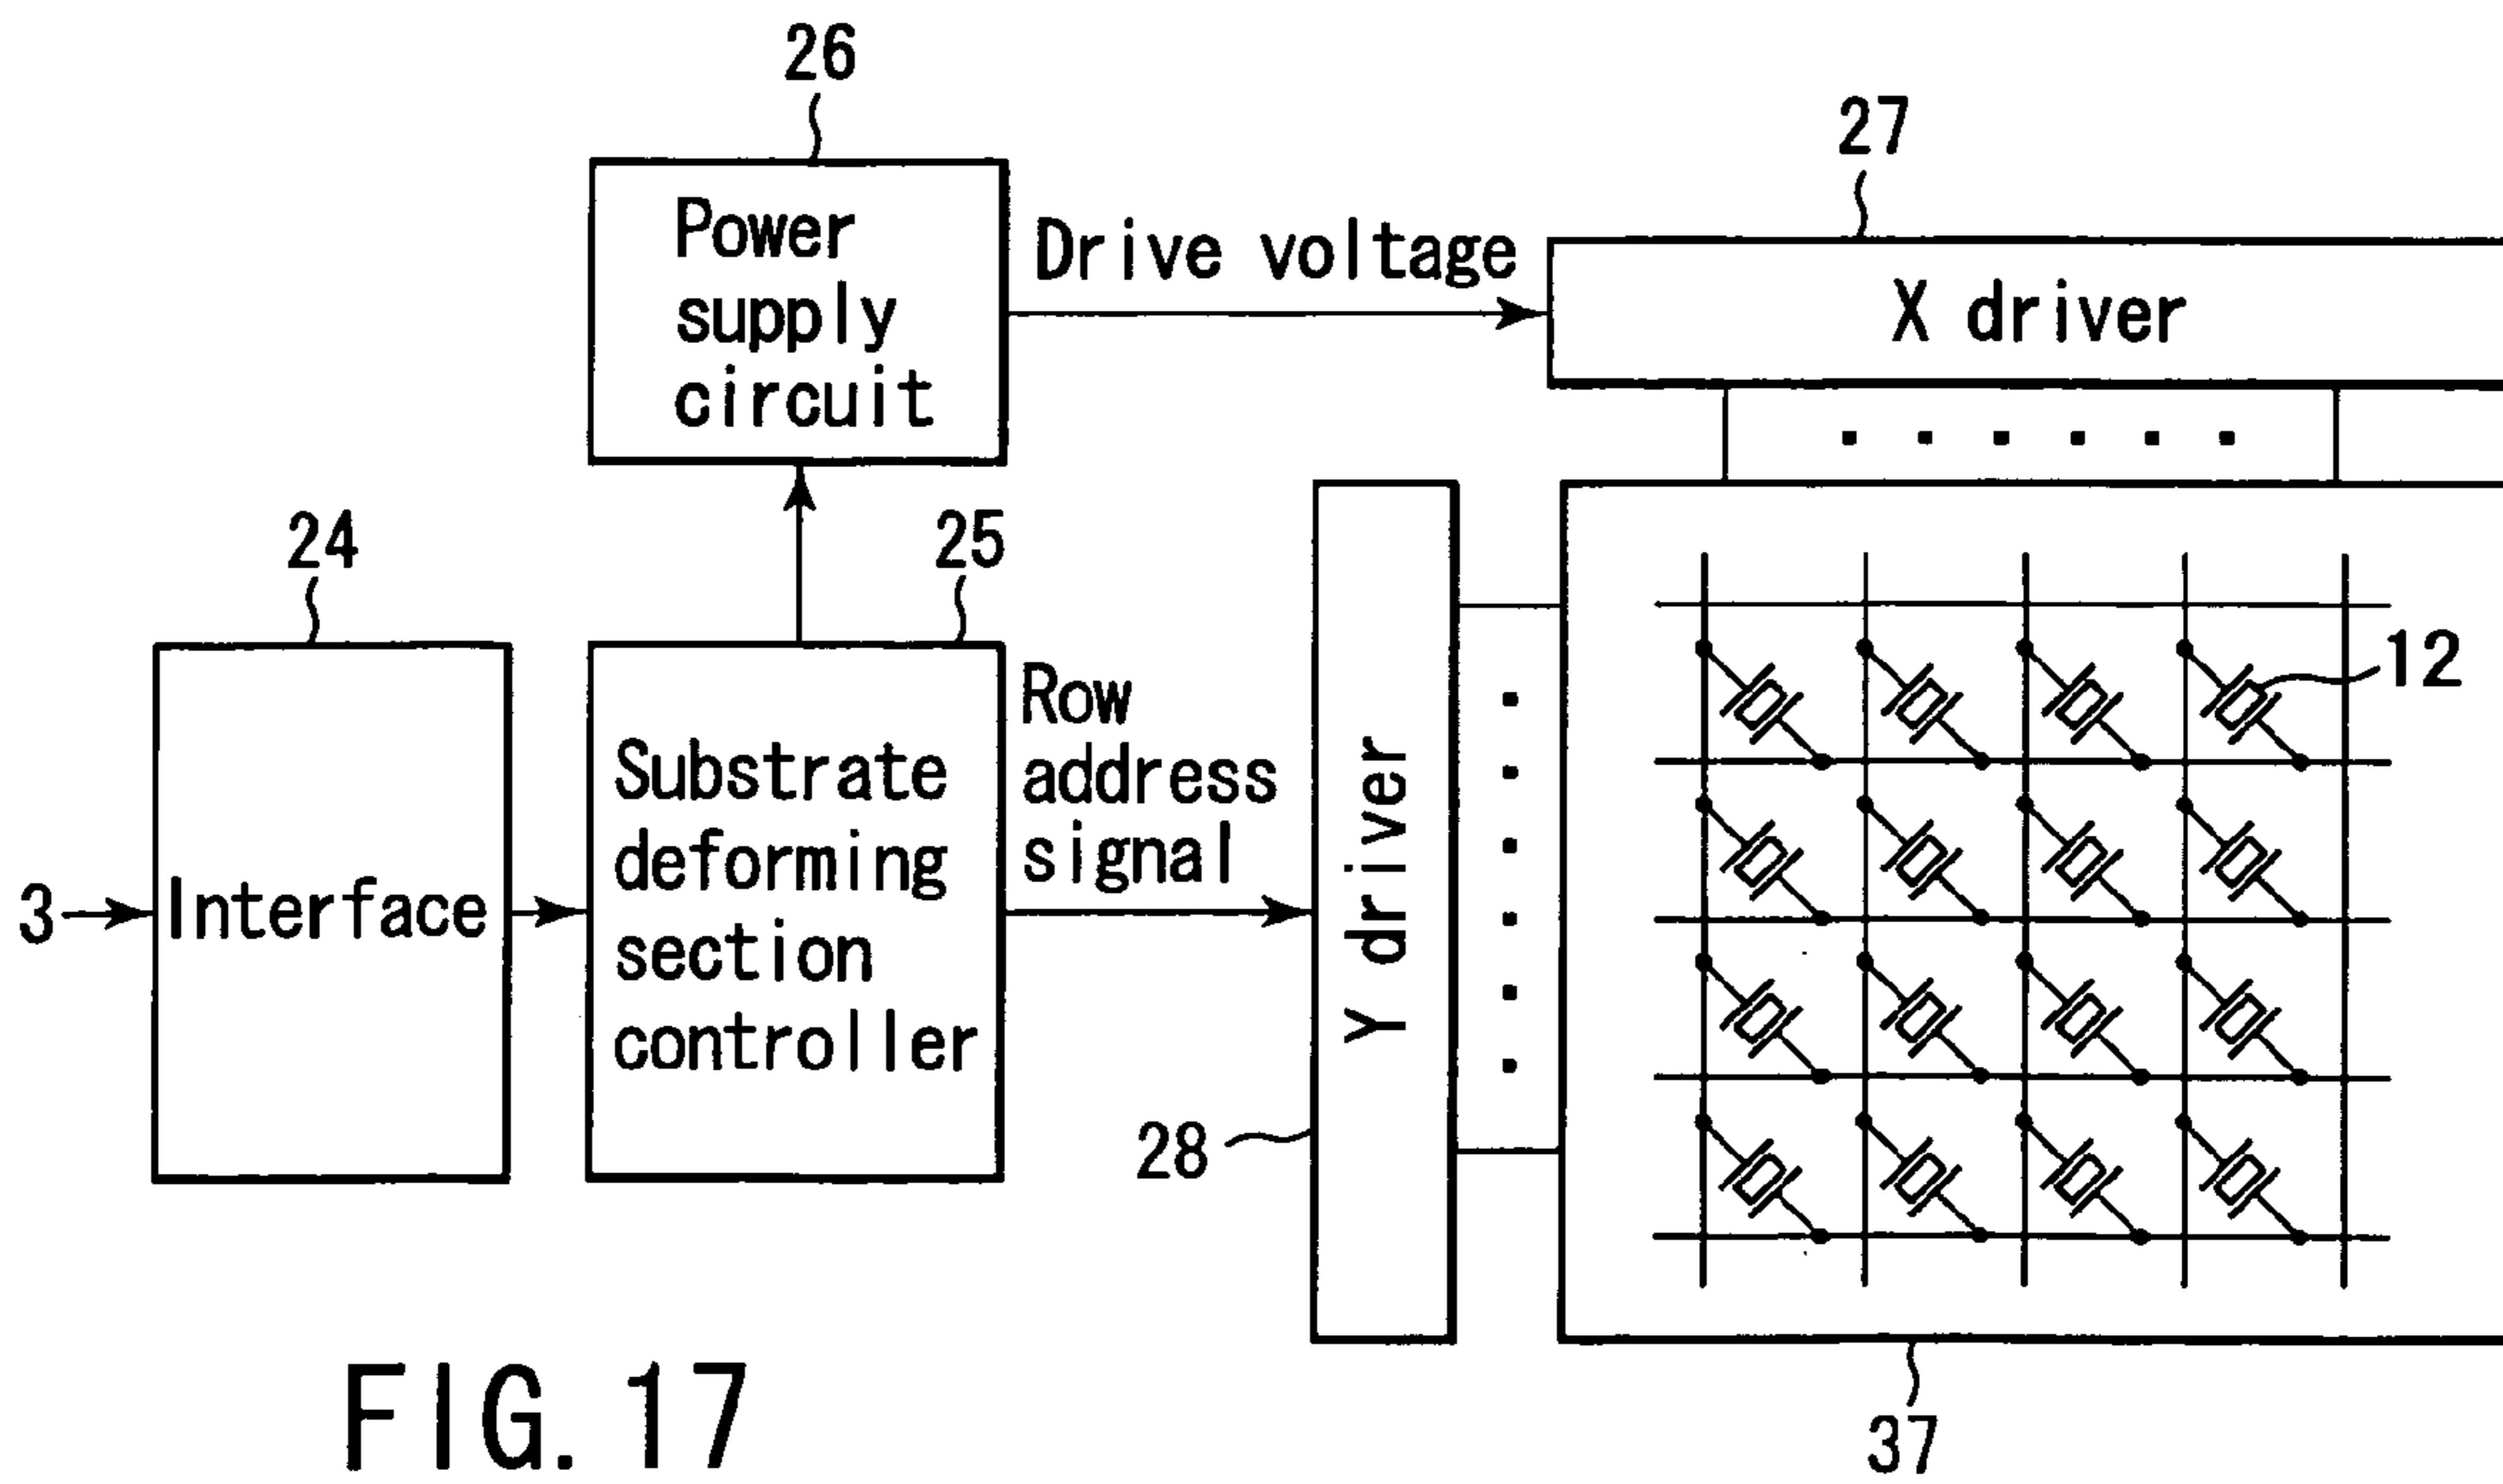 26
Power
supply
circuit
Drive voltage
27
X driver
24
25
3
Interface
Substrate
deforming
section
controller
Row
address
signal
Y driver
28
12
37
FIG. 17